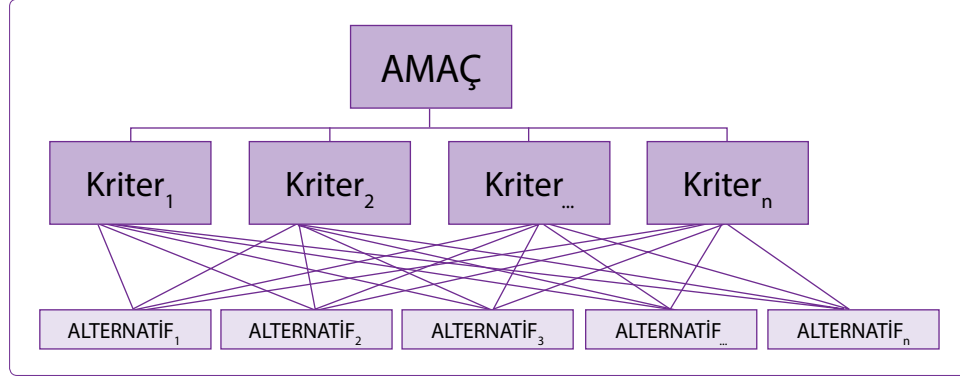 AMAÇ
Kriter1 Kriter2 Kriter... Kritern
ALTERNATİF1 ALTERNATİF2 ALTERNATİF3 ALTERNATİF... ALTERNATİFn